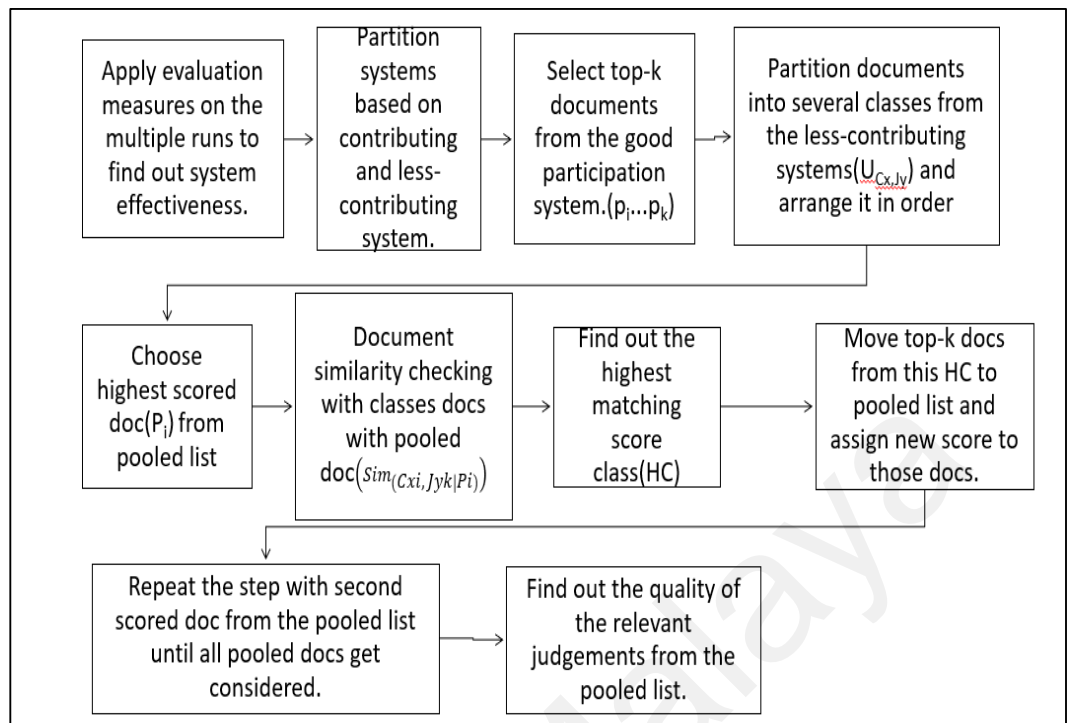 Apply evaluation
measures on the
multiple runs to
find out system
effectiveness.
Partition
systems
based on
contributing
and less-
contributing
system.
Select top-k
documents
from the good
participation
system.(pi...pk)
Partition documents
into several classes from
the less-contributing
systems(UCx,Jy) and
arrange it in order
Choose
highest scored
doc(Pi) from
pooled list
Document
similarity checking
with classes docs
with pooled
doc(Sim(Cxi,Jyk|Pi))
Find out the
highest
matching
score
class(HC)
Move top-k docs
from this HC to
pooled list and
assign new score to
those docs.
Repeat the step with second
scored doc from the pooled list
until all pooled docs get
considered.
Find out the quality of
the relevant
judgements from the
pooled list.
alaya